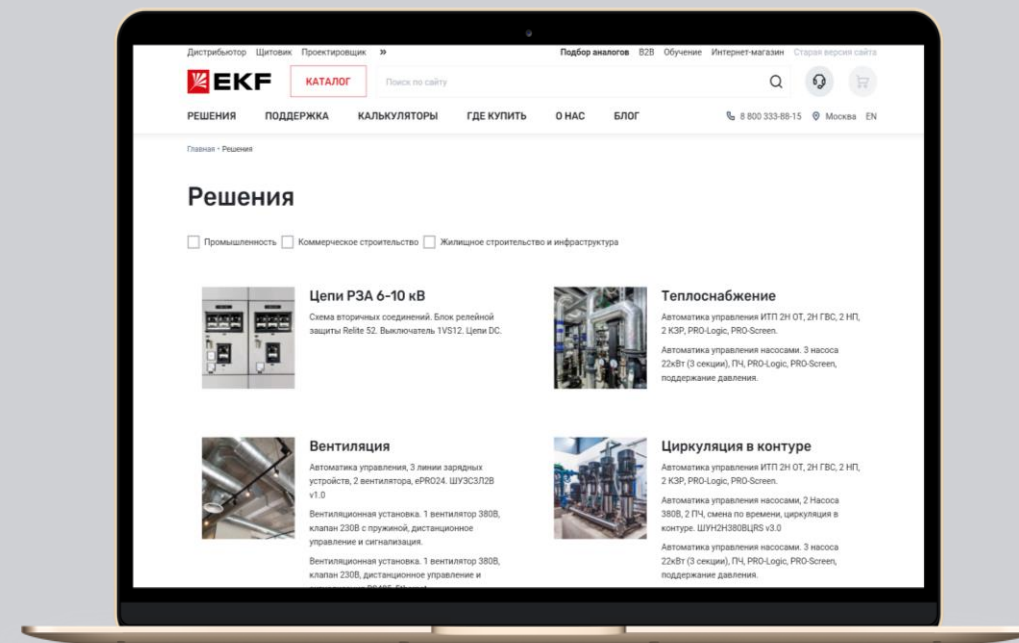 Дистрибьютор Щитовик Проектировщик »
Подбор аналогов B2B Обучение Интернет-магазин Старая версия сайта
EKF КАТАЛОГ Поиск по сайту
РЕШЕНИЯ ПОДДЕРЖКА КАЛЬКУЛЯТОРЫ ГДЕ КУПИТЬ О НАС БЛОГ 8 800 333-88-15 Москва EN
Главная • Решения
Решения
Промышленность Коммерческое строительство Жилищное строительство и инфраструктура
Цепи РЗА 6-10 кВ
Схема вторичных соединений. Блок релейной
защиты Relite 52. Выключатель 1VS12. Цепи DC.
Теплоснабжение
Автоматика управления ИТП 2Н ОТ, 2Н ГВС, 2 НП,
2 КЗР, PRO-Logic, PRO-Screen.
Автоматика управления насосами. 3 насоса
22кВт (3 секции), ПЧ, PRO-Logic, PRO-Screen,
поддержание давления.
Вентиляция
Автоматика управления, 3 линии зарядных
устройств, 2 вентилятора, ePRO24. ШУЗС3Л2В
v1.0
Вентиляционная установка. 1 вентилятор 380В,
клапан 230В с пружиной, дистанционное
управление и сигнализация.
Вентиляционная установка. 1 вентилятор 380В,
клапан 230В, дистанционное управление и
Циркуляция в контуре
Автоматика управления ИТП 2Н ОТ, 2Н ГВС, 2 НП,
2 КЗР, PRO-Logic, PRO-Screen.
Автоматика управления насосами, 2 Насоса
380В, 2 ПЧ, смена по времени, циркуляция в
контуре. ШУН2Н380ВЦRS v3.0
Автоматика управления насосами. 3 насоса
22кВт (3 секции), ПЧ, PRO-Logic, PRO-Screen,
поддержание давления.